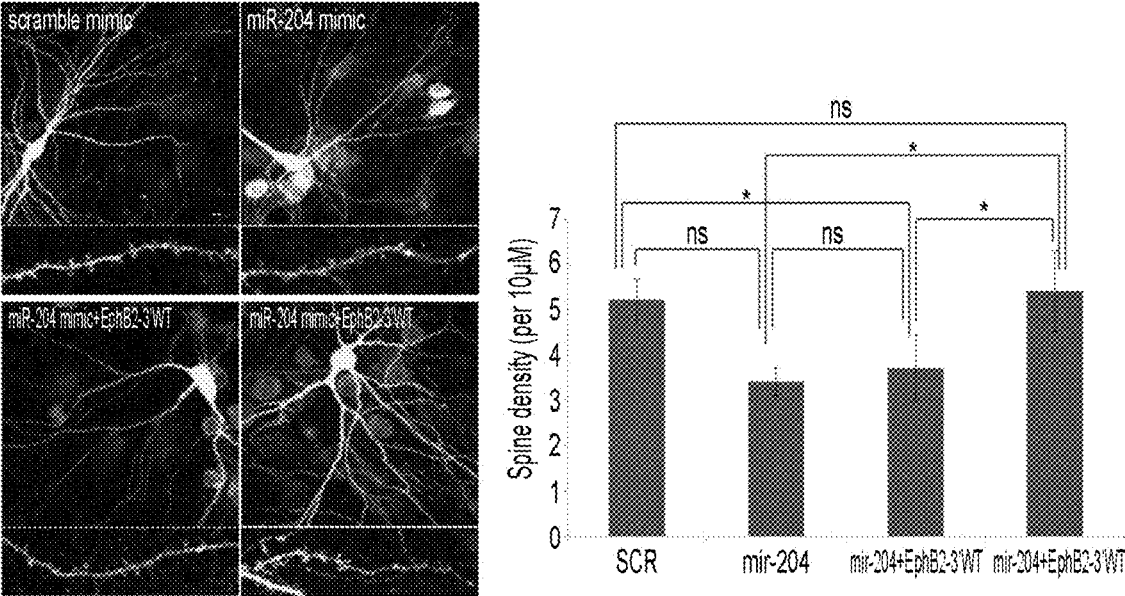 scramble mimic
miR-204 mimic
miR-204 mimic+EphB2-3'WT
miR-204 mimic+EphB2-3'WT
ns
*
*
*
ns
ns
Spine density (per 10µM)
7
6
5
4
3
2
1
0
SCR
mir-204
mir-204+EphB2-3'WT
mir-204+EphB2-3'WT